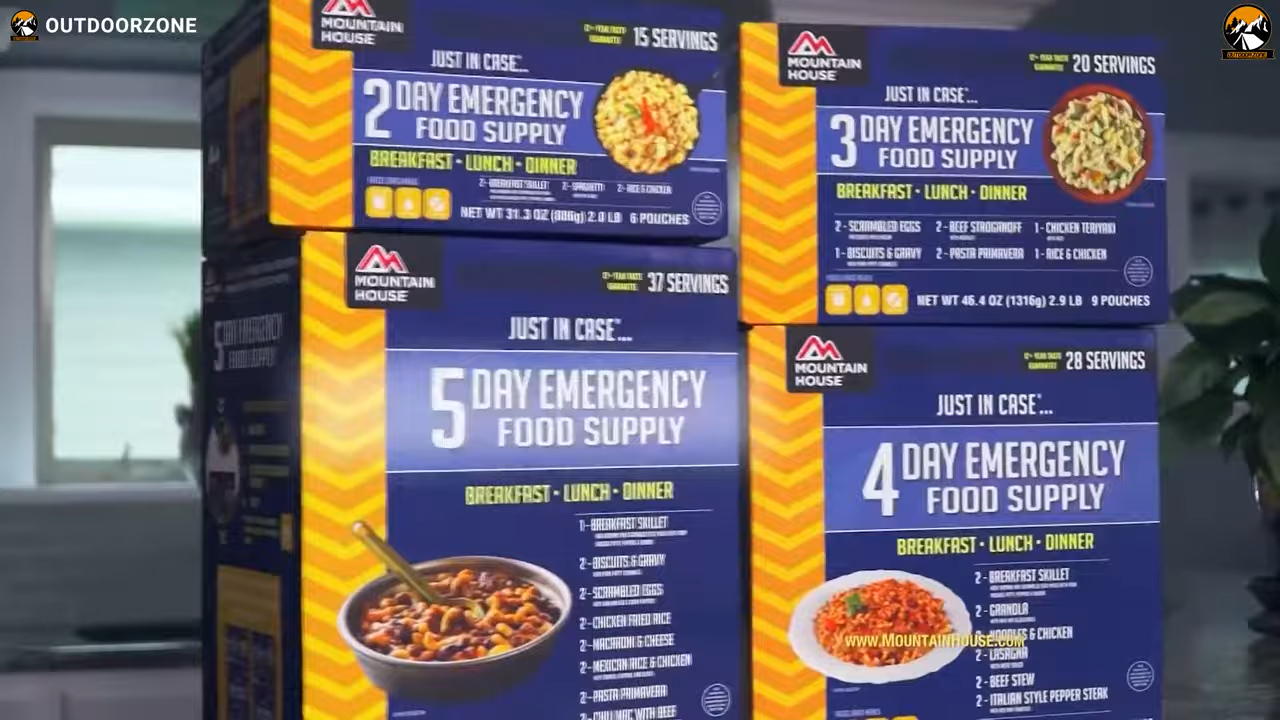 OUTDOORZONE
MOUNTAIN
HOUSE
15 SERVINGS
JUST IN CASE...
2 DAY EMERGENCY
FOOD SUPPLY
BREAKFAST · LUNCH · DINNER
2 - BREAKFAST SKILLET
2 - SPAGHETTI
2 - RICE & CHICKEN
NET WT 31.3 OZ (886g) 2.0 LB 6 POUCHES
MOUNTAIN
HOUSE
20 SERVINGS
JUST IN CASE...
3 DAY EMERGENCY
FOOD SUPPLY
BREAKFAST · LUNCH · DINNER
2 - SCRAMBLED EGGS 2 - BEEF STROGANOFF 1 - CHICKEN TERIYAKI
1 - BISCUITS & GRAVY 2 - PASTA PRIMAVERA 1 - RICE & CHICKEN
NET WT 46.4 OZ (1316g) 2.9 LB 9 POUCHES
5 DAY EMERGENCY
FOOD SUPPLY
MOUNTAIN
HOUSE
37 SERVINGS
JUST IN CASE...
5 DAY EMERGENCY
FOOD SUPPLY
BREAKFAST · LUNCH · DINNER
1 - BREAKFAST SKILLET
2 - BISCUITS & GRAVY
2 - SCRAMBLED EGGS
2 - CHICKEN FRIED RICE
2 - MACARONI & CHEESE
2 - MEXICAN RICE & CHICKEN
2 - PASTA PRIMAVERA
2 - CHILI MAC WITH BEEF
MOUNTAIN
HOUSE
28 SERVINGS
JUST IN CASE...
4 DAY EMERGENCY
FOOD SUPPLY
BREAKFAST · LUNCH · DINNER
2 - BREAKFAST SKILLET
2 - GRANOLA
NOODLES & CHICKEN
WWW.MOUNTAINHOUSE.COM
LASAGNA
2 - BEEF STEW
2 - ITALIAN STYLE PEPPER STEAK
OUTDOORZONE